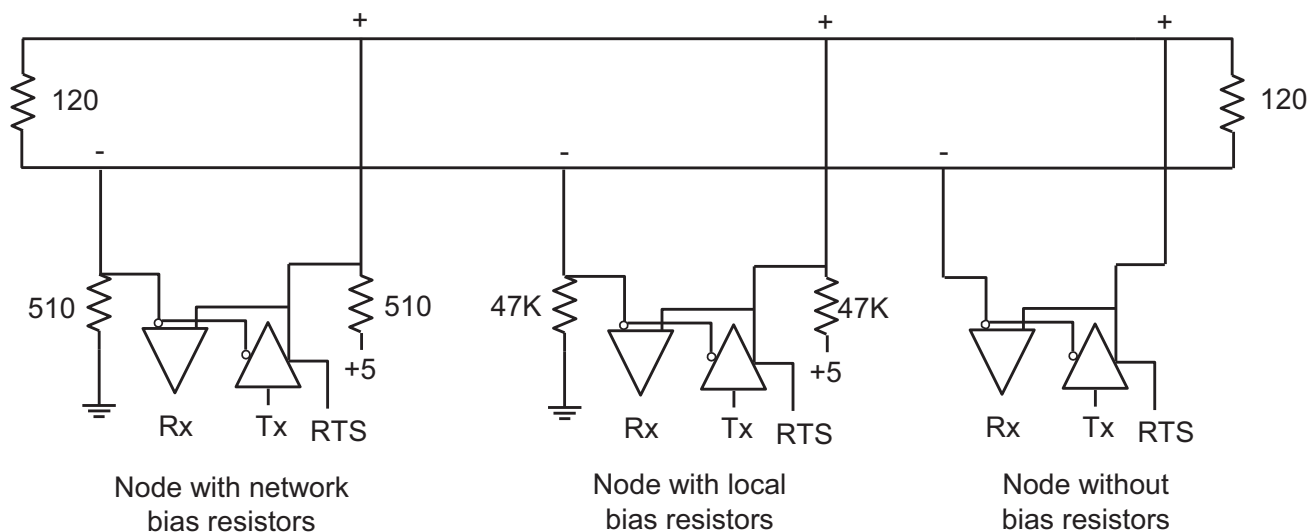 + + +
120 120
- - -
510 510 47K 47K
+5 +5
Rx Tx RTS Rx Tx RTS Rx Tx RTS
Node with network
bias resistors
Node with local
bias resistors
Node without
bias resistors